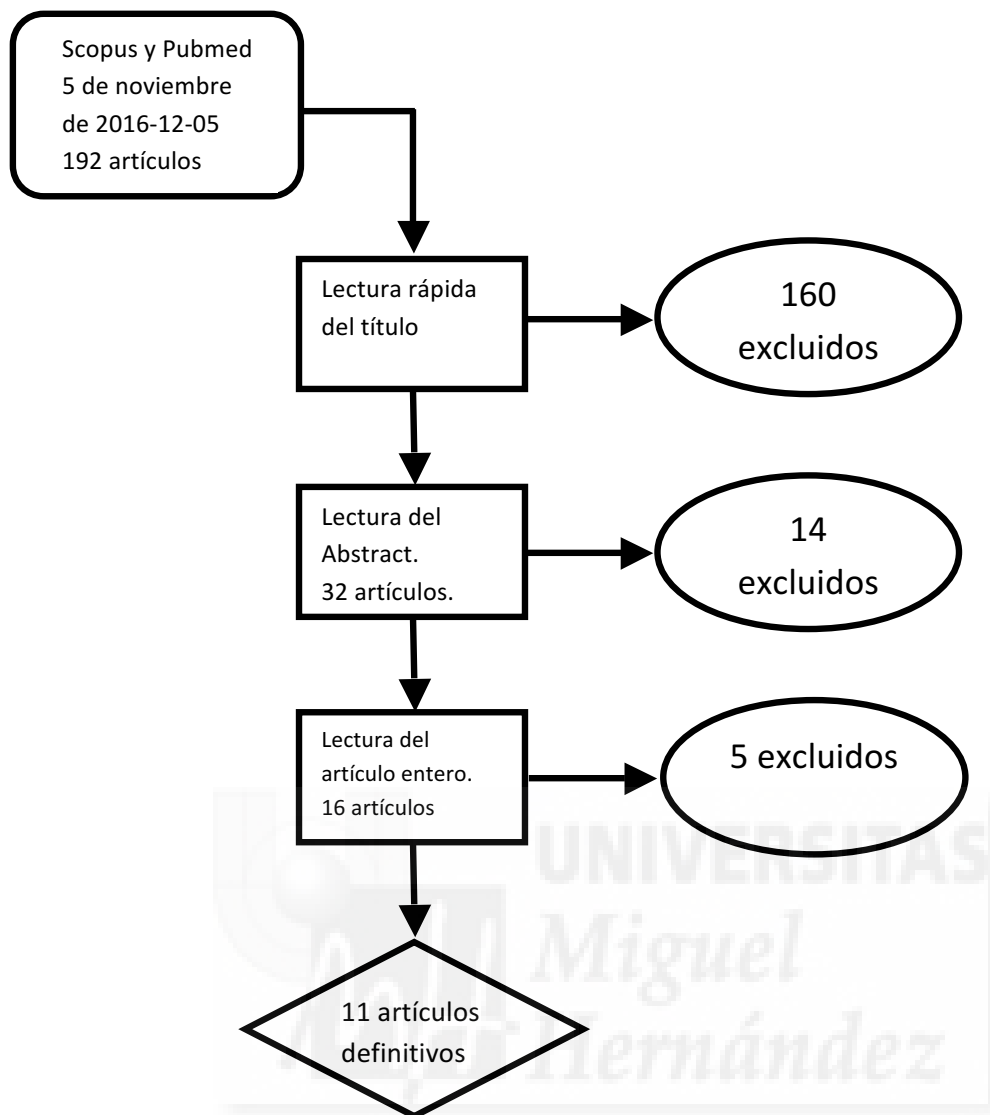 Scopus y Pubmed
5 de noviembre
de 2016-12-05
192 artículos
Lectura rápida
del título
160
excluidos
Lectura del
Abstract.
32 artículos.
14
excluidos
Lectura del
artículo entero.
16 artículos
5 excluidos
11 artículos
definitivos
UNIVERSITAS
Miguel
Hernández